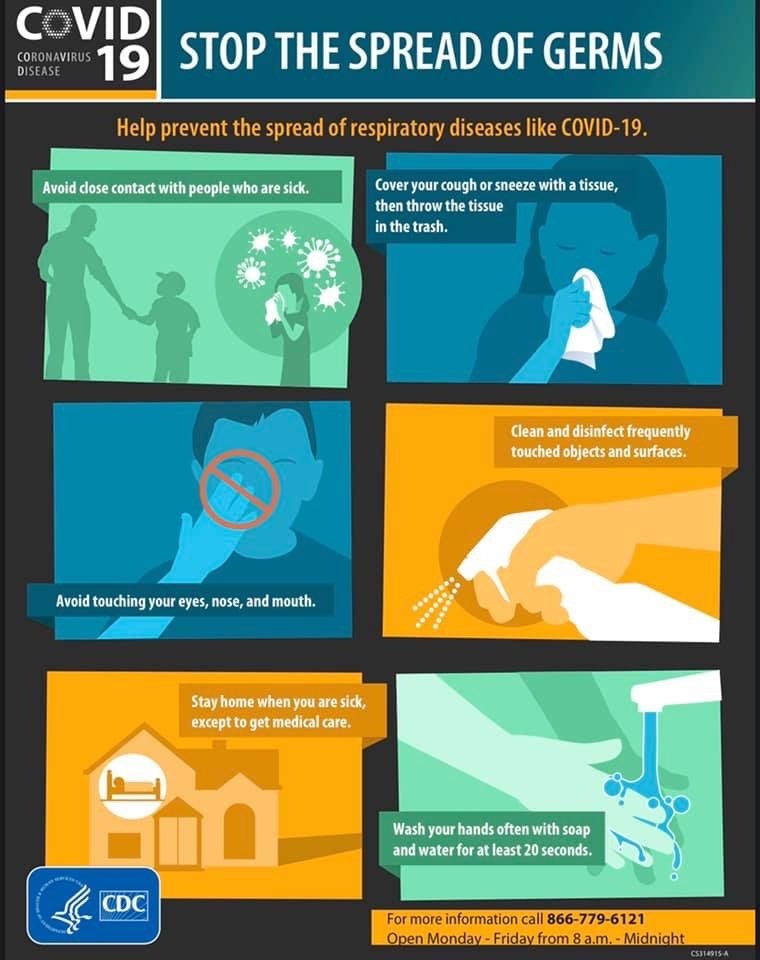 COVID
CORONAVIRUS
DISEASE
19
STOP THE SPREAD OF GERMS
Help prevent the spread of respiratory diseases like COVID-19.
Avoid close contact with people who are sick.
Cover your cough or sneeze with a tissue,
then throw the tissue
in the trash.
Avoid touching your eyes, nose, and mouth.
Clean and disinfect frequently
touched objects and surfaces.
Stay home when you are sick,
except to get medical care.
Wash your hands often with soap
and water for at least 20 seconds.
CDC
For more information call 866-779-6121
Open Monday - Friday from 8 a.m. - Midnight
CS314915-A